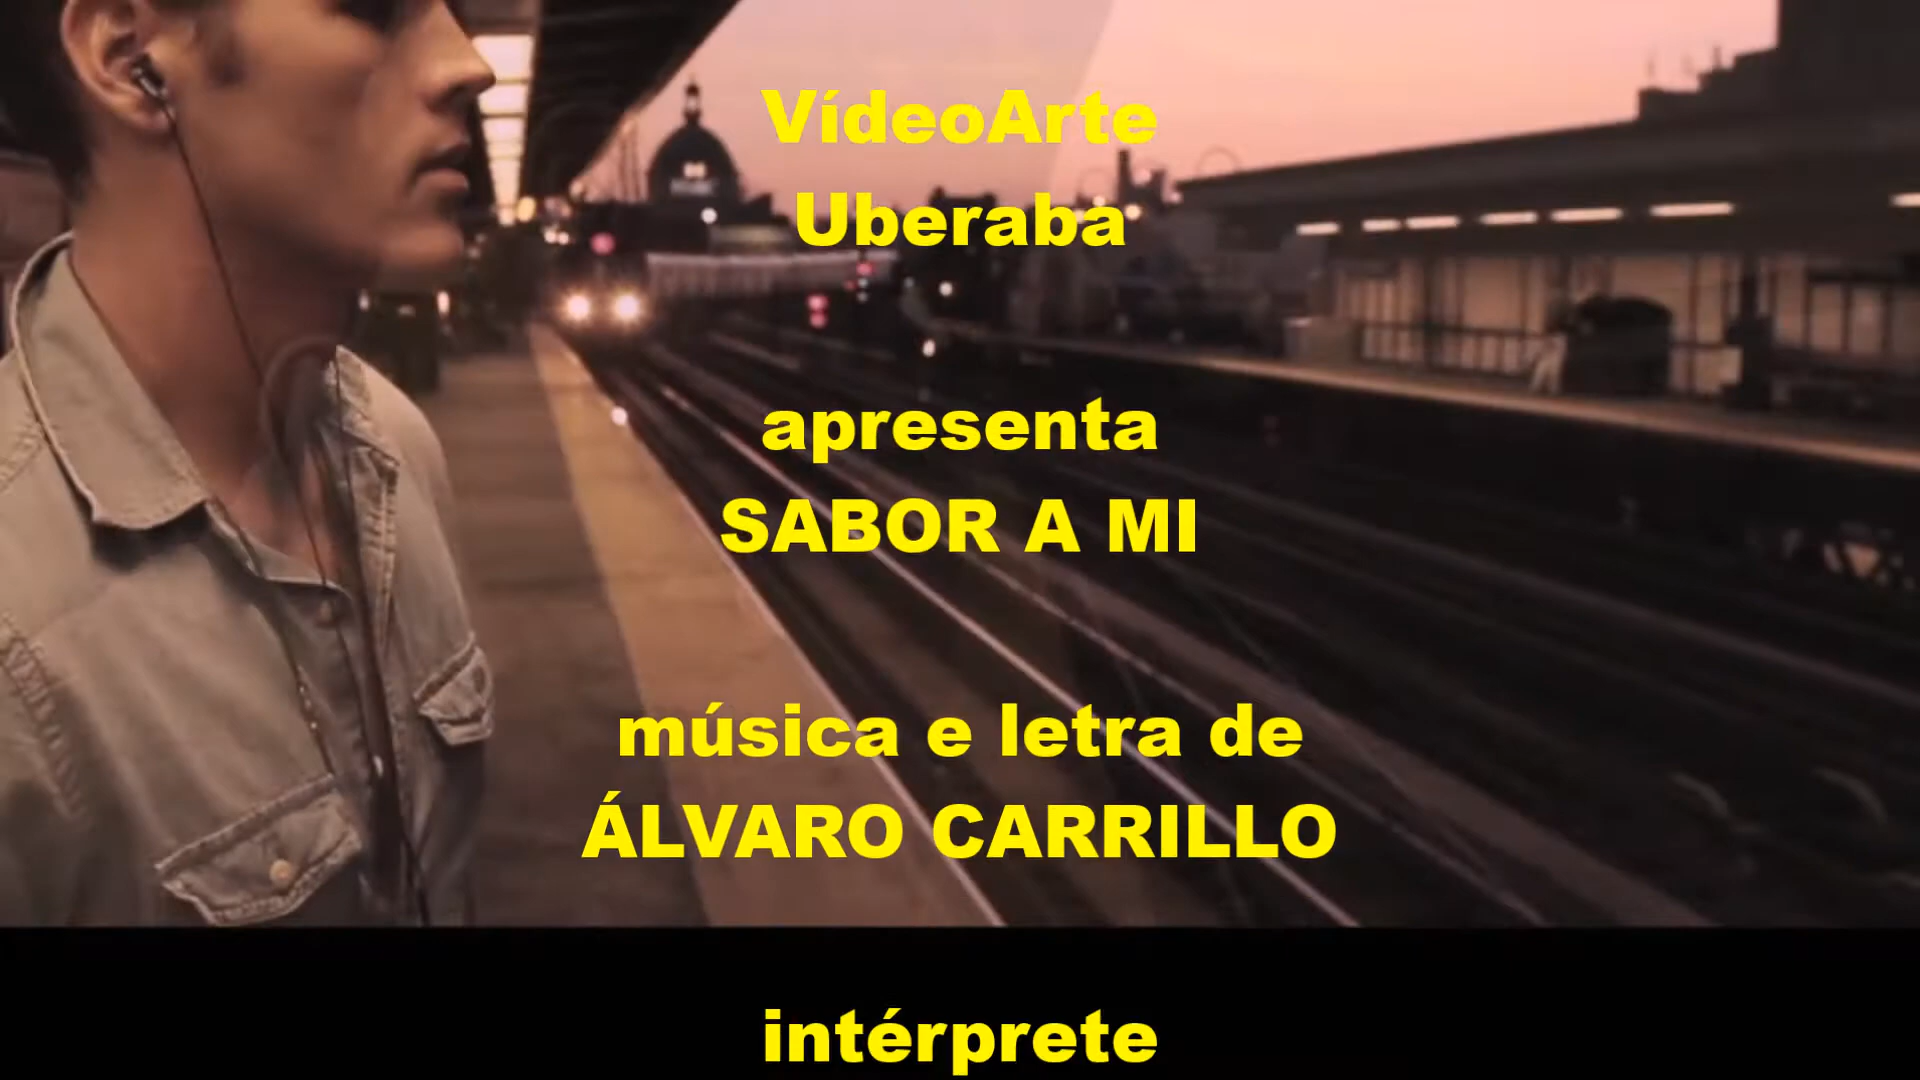 VídeoArte
Uberaba
apresenta
SABOR A MI
música e letra de
ÁLVARO CARRILLO
intérprete